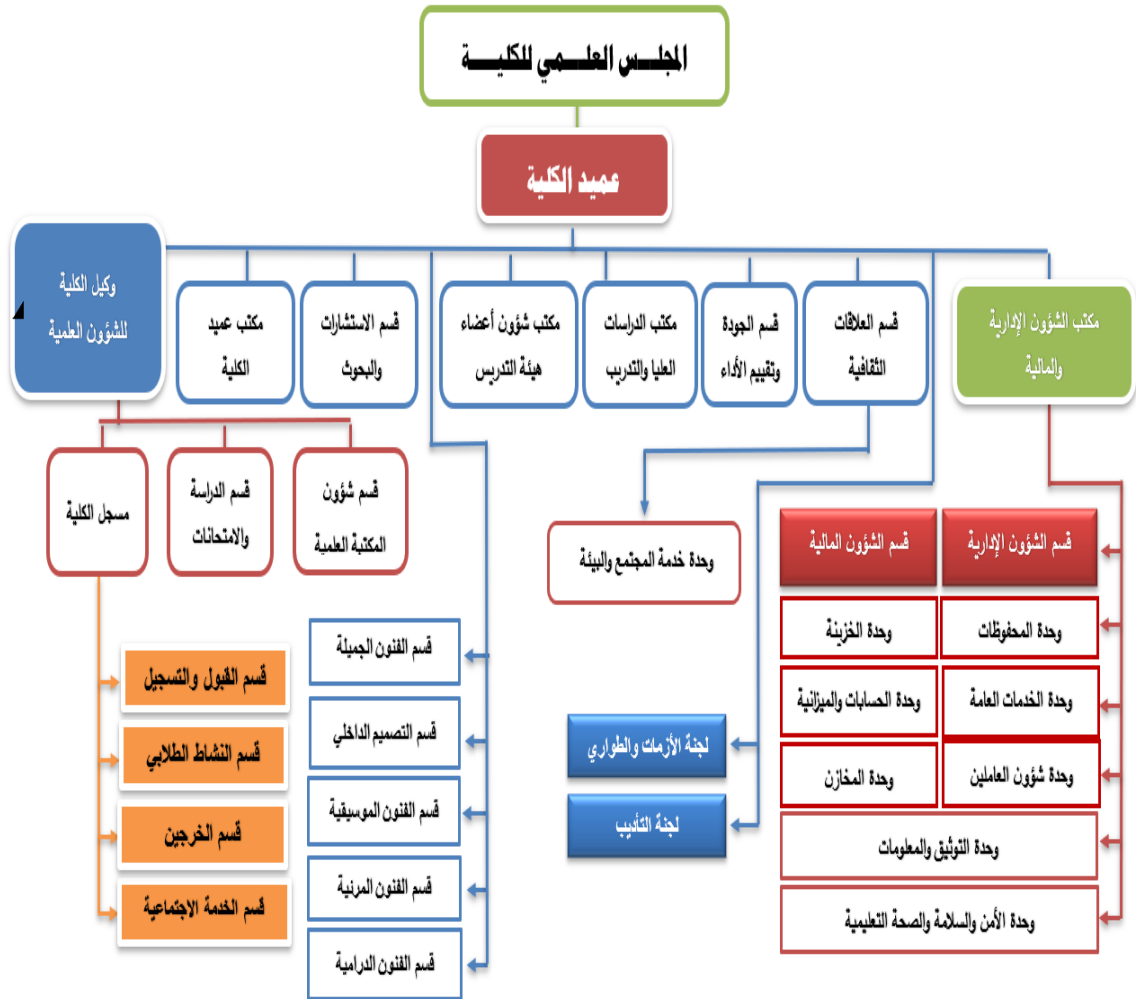 المجلـــس العلـــمي للكليـــة
عميد الكلية
مكتب الشؤون الإدارية
والمالية
قسم العلاقات
الثقافية
قسم الجودة
وتقييم الأداء
مكتب الدراسات
العليا والتدريب
مكتب شؤون أعضاء
هيئة التدريس
قسم الاستشارات
والبحوث
مكتب عميد
الكلية
وكيل الكلية
للشؤون العلمية
قسم شؤون
المكتبة العلمية
قسم الدراسة
والامتحانات
مسجل الكلية
وحدة خدمة المجتمع والبيئة
قسم الشؤون الإدارية
قسم الشؤون المالية
وحدة المحفوظات
وحدة الخزينة
وحدة الخدمات العامة
وحدة الحسابات والميزانية
وحدة شؤون العاملين
وحدة المخازن
وحدة التوثيق والمعلومات
وحدة الأمن والسلامة والصحة التعليمية
لجنة الأزمات والطواري
لجنة التأديب
قسم الفنون الجميلة
قسم التصميم الداخلي
قسم الفنون الموسيقية
قسم الفنون المرئية
قسم الفنون الدرامية
قسم القبول والتسجيل
قسم النشاط الطلابي
قسم الخرجين
قسم الخدمة الاجتماعية